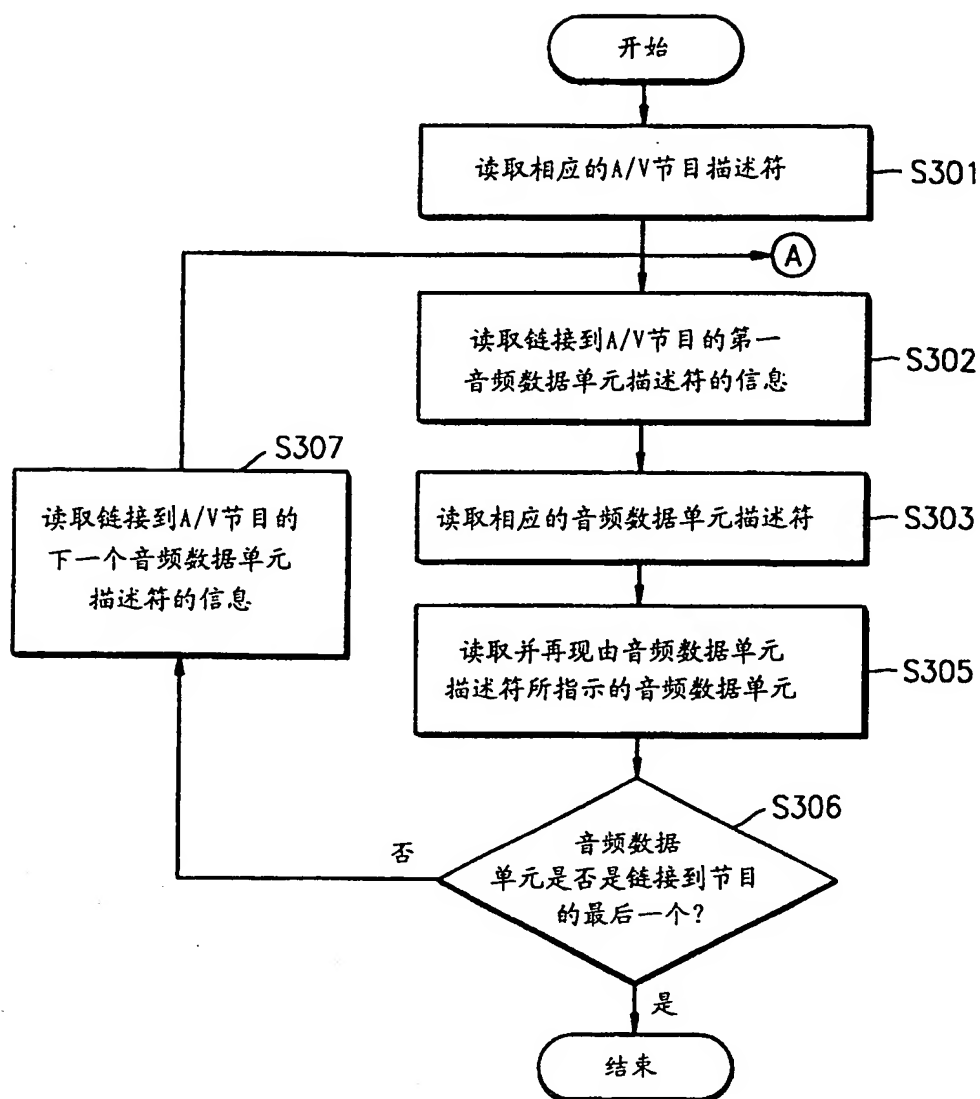 开始
读取相应的A/V节目描述符
S301
A
读取链接到A/V节目的第一
音频数据单元描述符的信息
S302
S307
读取链接到A/V节目的
下一个音频数据单元
描述符的信息
读取相应的音频数据单元描述符
S303
读取并再现由音频数据单元
描述符所指示的音频数据单元
S305
S306
音频数据
单元是否是链接到节目
的最后一个?
否
是
结束